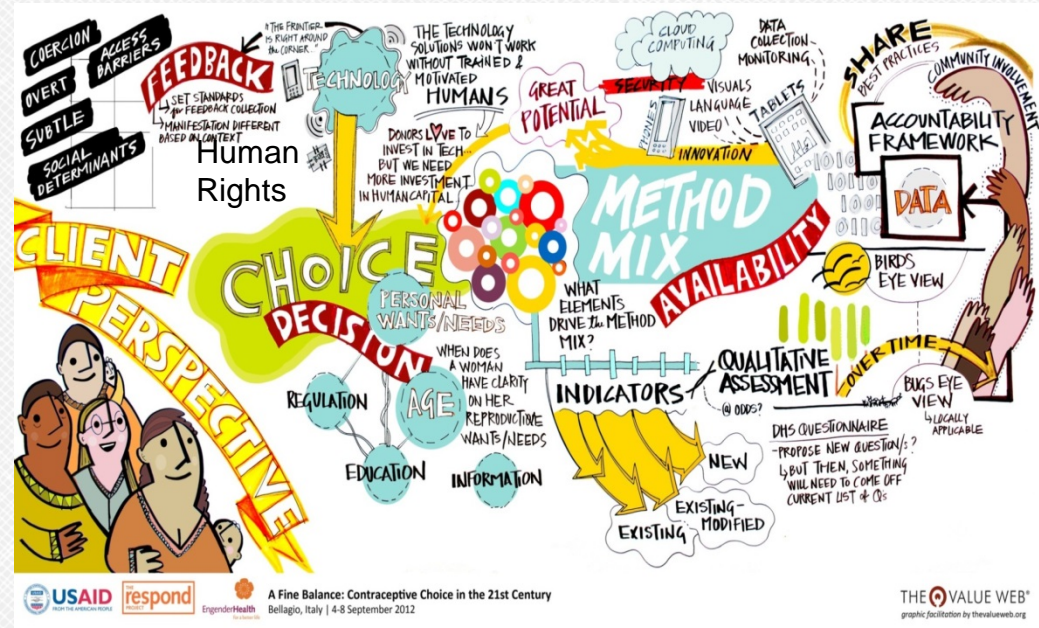 COERCION
ACCESS
BARRIERS
OVERT
SUBTLE
SOCIAL
DETERMINANTS
FEEDBACK
↳ SET STANDARDS
for FEEDBACK COLLECTION
↳ MANIFESTATION DIFFERENT
BASED ON CONTEXT
Human
Rights
"THE FRONTIER
IS RIGHT AROUND
the CORNER..."
TECHNOLOGY
THE TECHNOLOGY
SOLUTIONS WON'T WORK
WITHOUT TRAINED &
MOTIVATED
HUMANS
DONORS LOVE TO
INVEST IN TECH...
BUT WE NEED
MORE INVESTMENT
IN HUMAN CAPITAL
GREAT
POTENTIAL
CLOUD
COMPUTING
SECURITY
PHONES
VISUALS
LANGUAGE
VIDEO
TABLETS
INNOVATION
DATA
COLLECTION
MONITORING
SHARE
BEST PRACTICES
COMMUNITY INVOLVEMENT
ACCOUNTABILITY
FRAMEWORK
DATA
BIRDS
EYE VIEW
CLIENT
PERSPECTIVE
CHOICE
DECISION
PERSONAL
WANTS/NEEDS
REGULATION
AGE
EDUCATION
INFORMATION
WHEN DOES
A WOMAN
HAVE CLARITY
ON HER
REPRODUCTIVE
WANTS/NEEDS
METHOD
MIX
AVAILABILITY
WHAT
ELEMENTS
DRIVE the METHOD
MIX?
INDICATORS
NEW
EXISTING-
MODIFIED
EXISTING
QUALITATIVE
ASSESSMENT
@ ODDS?
OVER TIME
BUGS EYE
VIEW
↳ LOCALLY
APPLICABLE
DHS QUESTIONNAIRE
- PROPOSE NEW QUESTION/s?
↳ BUT THEN, SOMETHING
WILL NEED TO COME OFF
CURRENT LIST of Qs
USAID
FROM THE AMERICAN PEOPLE
THE
respond
PROJECT
EngenderHealth
A Fine Balance: Contraceptive Choice in the 21st Century
Bellagio, Italy | 4-8 September 2012
THE VALUE WEB
graphic facilitation by thevalueweb.org